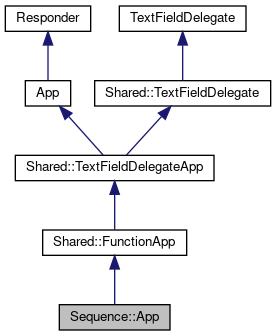 Responder
TextFieldDelegate
App
Shared::TextFieldDelegate
Shared::TextFieldDelegateApp
Shared::FunctionApp
Sequence::App